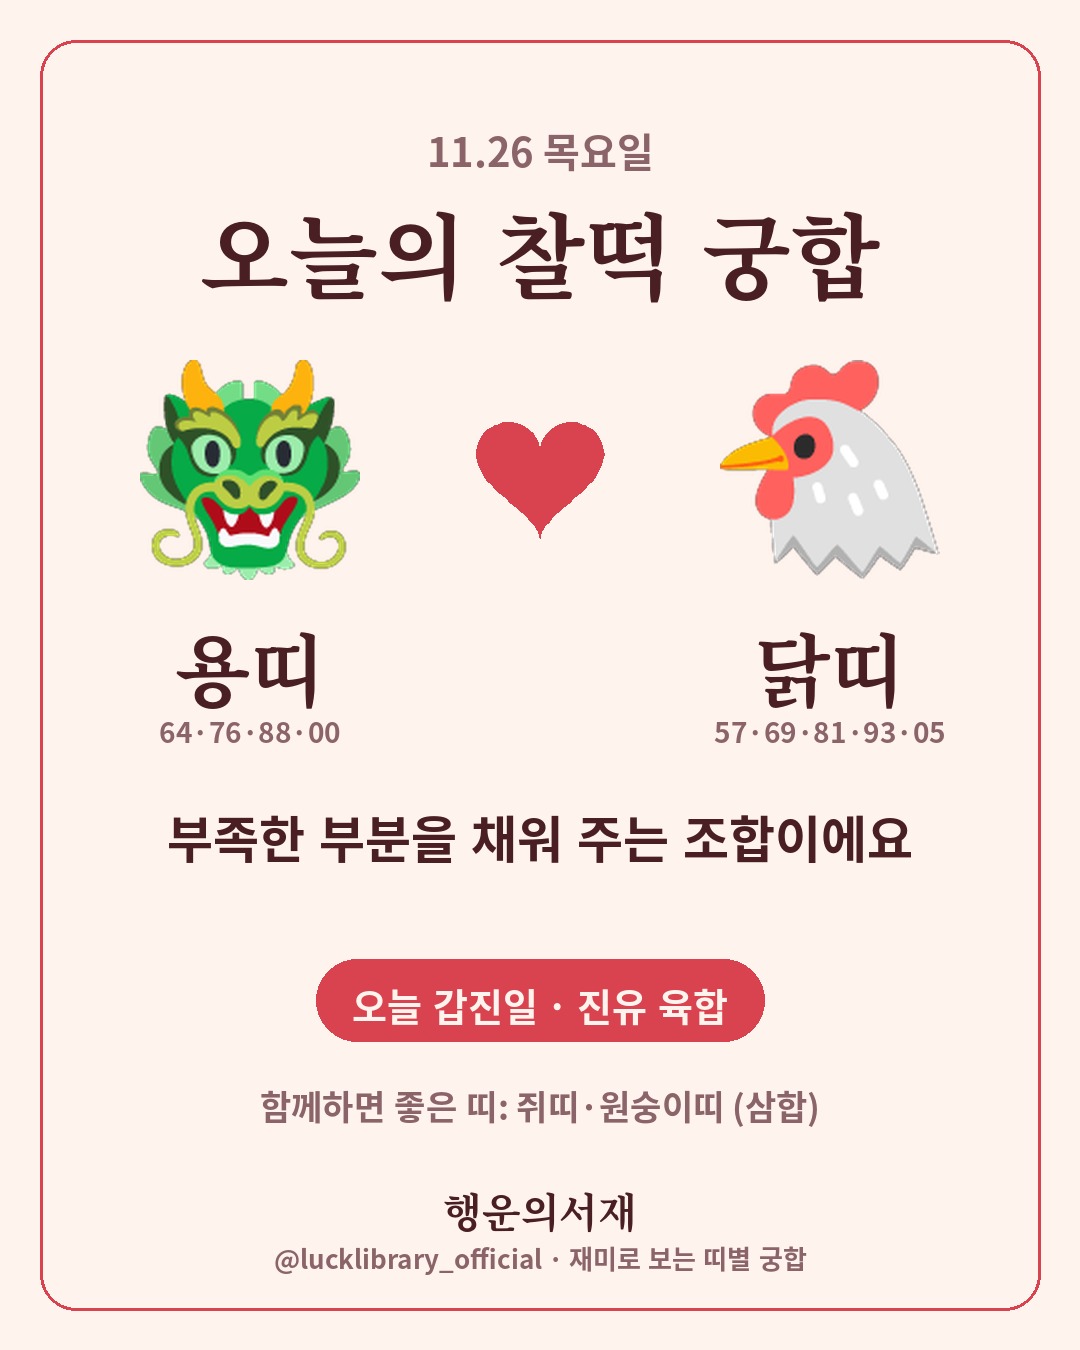 11.26 목요일
오늘의 찰떡 궁합
용띠
64·76·88·00
닭띠
57·69·81·93·05
부족한 부분을 채워 주는 조합이에요
오늘 갑진일 · 진유 육합
함께하면 좋은 띠: 쥐띠·원숭이띠 (삼합)
행운의서재
@lucklibrary_official · 재미로 보는 띠별 궁합